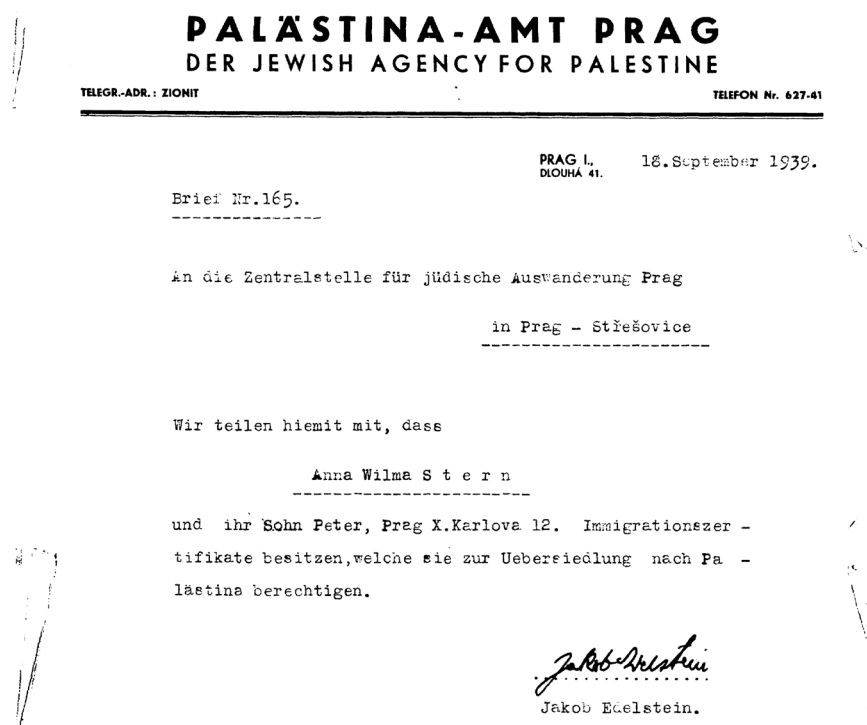 PALÄSTINA-AMT PRAG
DER JEWISH AGENCY FOR PALESTINE
TELEGR.-ADR.: ZIONIT
TELEFON Nr. 627-41
PRAG I., 18.September 1939.
DLOUHÁ 41.
Brief Nr.165.
An die Zentralstelle für jüdische Auswanderung Prag
in Prag - Střešovice
Wir teilen hiemit mit, dass
Anna Wilma S t e r n
und ihr Sohn Peter, Prag X.Karlova 12. Immigrationszer -
tifikate besitzen,welche sie zur Uebersiedlung nach Pa -
lästina berechtigen.
Jakob Edelstein
Jakob Edelstein.